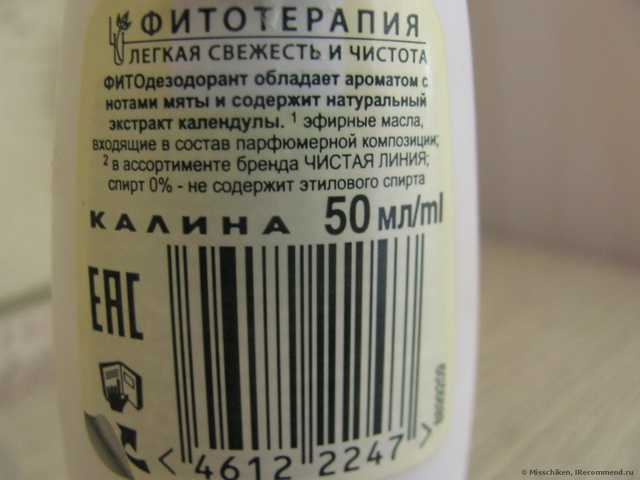 ФИТОТЕРАПИЯ
ЛЕГКАЯ СВЕЖЕСТЬ И ЧИСТОТА
ФИТОдезодорант обладает ароматом с
нотами мяты и содержит натуральный
экстракт календулы. ¹ эфирные масла,
входящие в состав парфюмерной композиции;
² в ассортименте бренда ЧИСТАЯ ЛИНИЯ;
спирт 0% - не содержит этилового спирта
КАЛИНА 50 мл/ml
EAC
< 4612 2247 >
© Misschiken, IRecommend.ru